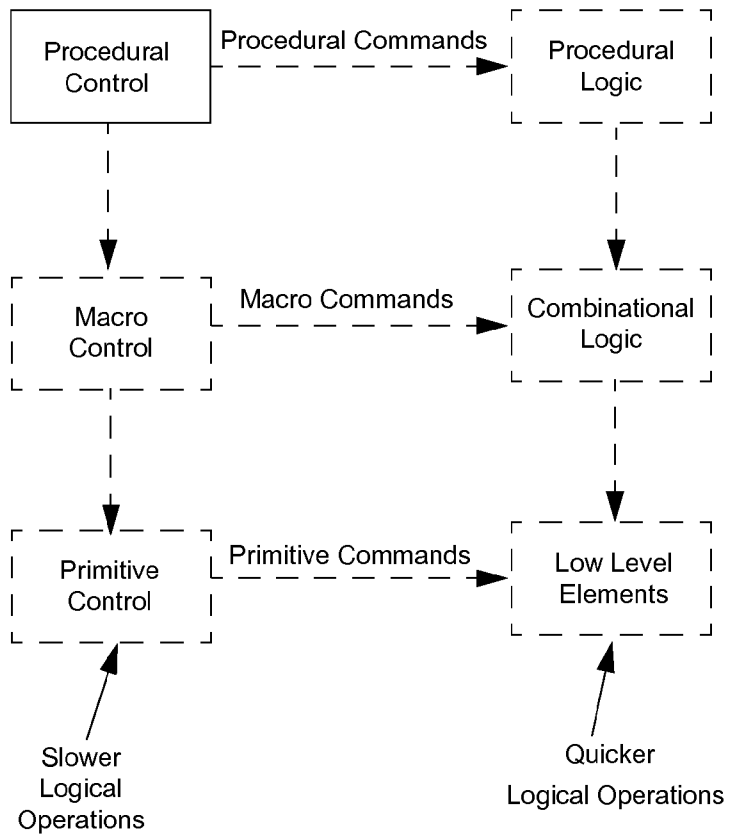 Procedural
Control
Procedural Commands
Procedural
Logic
Macro
Control
Macro Commands
Combinational
Logic
Primitive
Control
Primitive Commands
Low Level
Elements
Slower
Logical
Operations
Quicker
Logical Operations